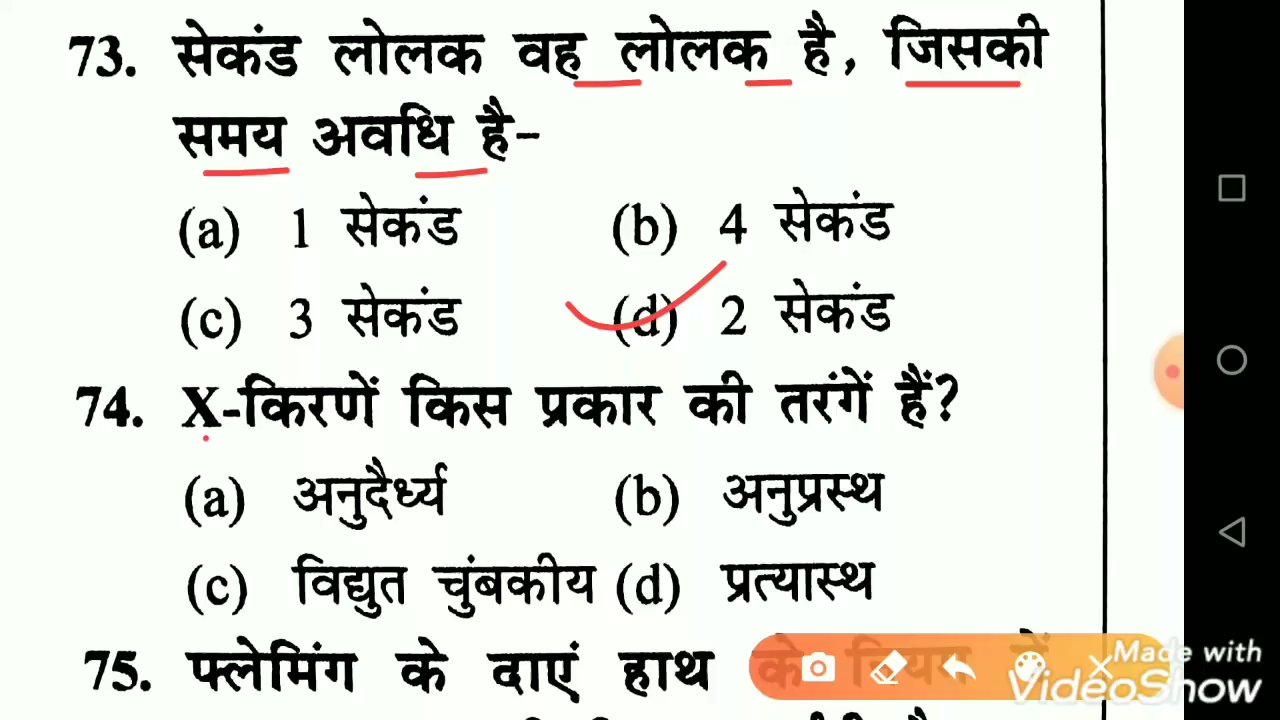 73. सेकंड लोलक वह लोलक है, जिसकी
समय अवधि है-
(a) 1 सेकंड (b) 4 सेकंड
(c) 3 सेकंड (d) 2 सेकंड
74. X-किरणें किस प्रकार की तरंगें हैं?
(a) अनुदैर्ध्य (b) अनुप्रस्थ
(c) विद्युत चुंबकीय (d) प्रत्यास्थ
75. फ्लेमिंग के दाएं हाथ के नियम में
Made with
VideoShow